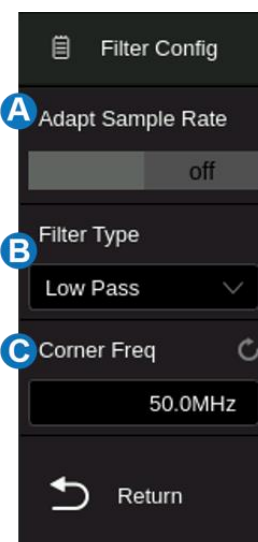 Filter Config
A
Adapt Sample Rate
off
Filter Type
B
Low Pass
C Corner Freq
50.0MHz
Return